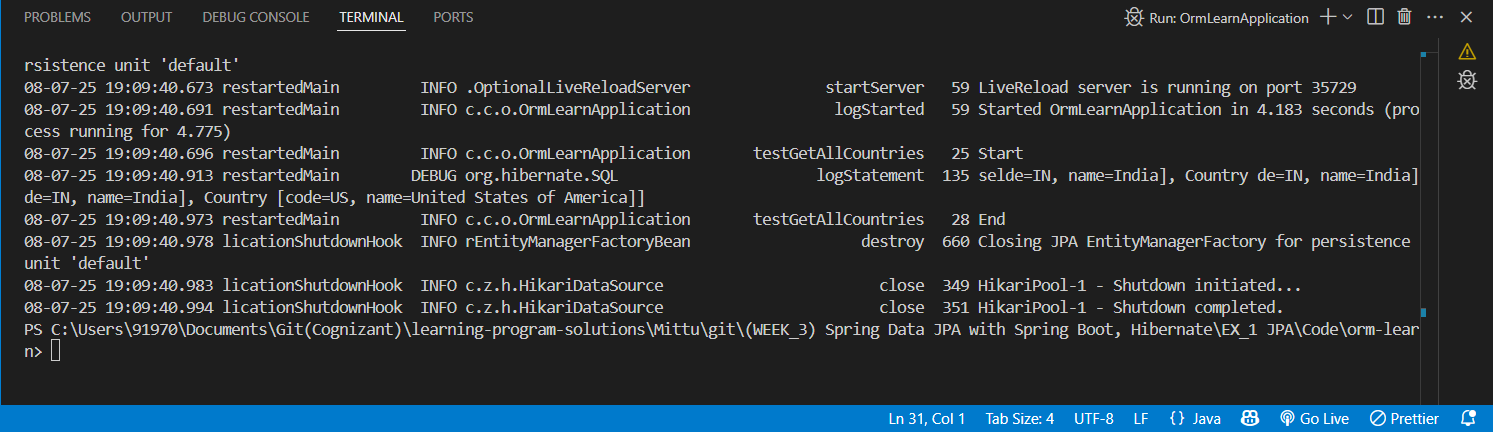 PROBLEMS OUTPUT DEBUG CONSOLE TERMINAL PORTS Run: OrmLearnApplication
rsistence unit 'default'
08-07-25 19:09:40.673 restartedMain INFO .OptionalLiveReloadServer startServer 59 LiveReload server is running on port 35729
08-07-25 19:09:40.691 restartedMain INFO c.c.o.OrmLearnApplication logStarted 59 Started OrmLearnApplication in 4.183 seconds (pro
cess running for 4.775)
08-07-25 19:09:40.696 restartedMain INFO c.c.o.OrmLearnApplication testGetAllCountries 25 Start
08-07-25 19:09:40.913 restartedMain DEBUG org.hibernate.SQL logStatement 135 selde=IN, name=India], Country de=IN, name=India]
de=IN, name=India], Country [code=US, name=United States of America]]
08-07-25 19:09:40.973 restartedMain INFO c.c.o.OrmLearnApplication testGetAllCountries 28 End
08-07-25 19:09:40.978 licationShutdownHook INFO rEntityManagerFactoryBean destroy 660 Closing JPA EntityManagerFactory for persistence
unit 'default'
08-07-25 19:09:40.983 licationShutdownHook INFO c.z.h.HikariDataSource close 349 HikariPool-1 - Shutdown initiated...
08-07-25 19:09:40.994 licationShutdownHook INFO c.z.h.HikariDataSource close 351 HikariPool-1 - Shutdown completed.
PS C:\Users\91970\Documents\Git(Cognizant)\learning-program-solutions\Mittu\git\(WEEK_3) Spring Data JPA with Spring Boot, Hibernate\EX_1 JPA\Code\orm-lear
n>
Ln 31, Col 1 Tab Size: 4 UTF-8 LF {} Java Go Live Prettier